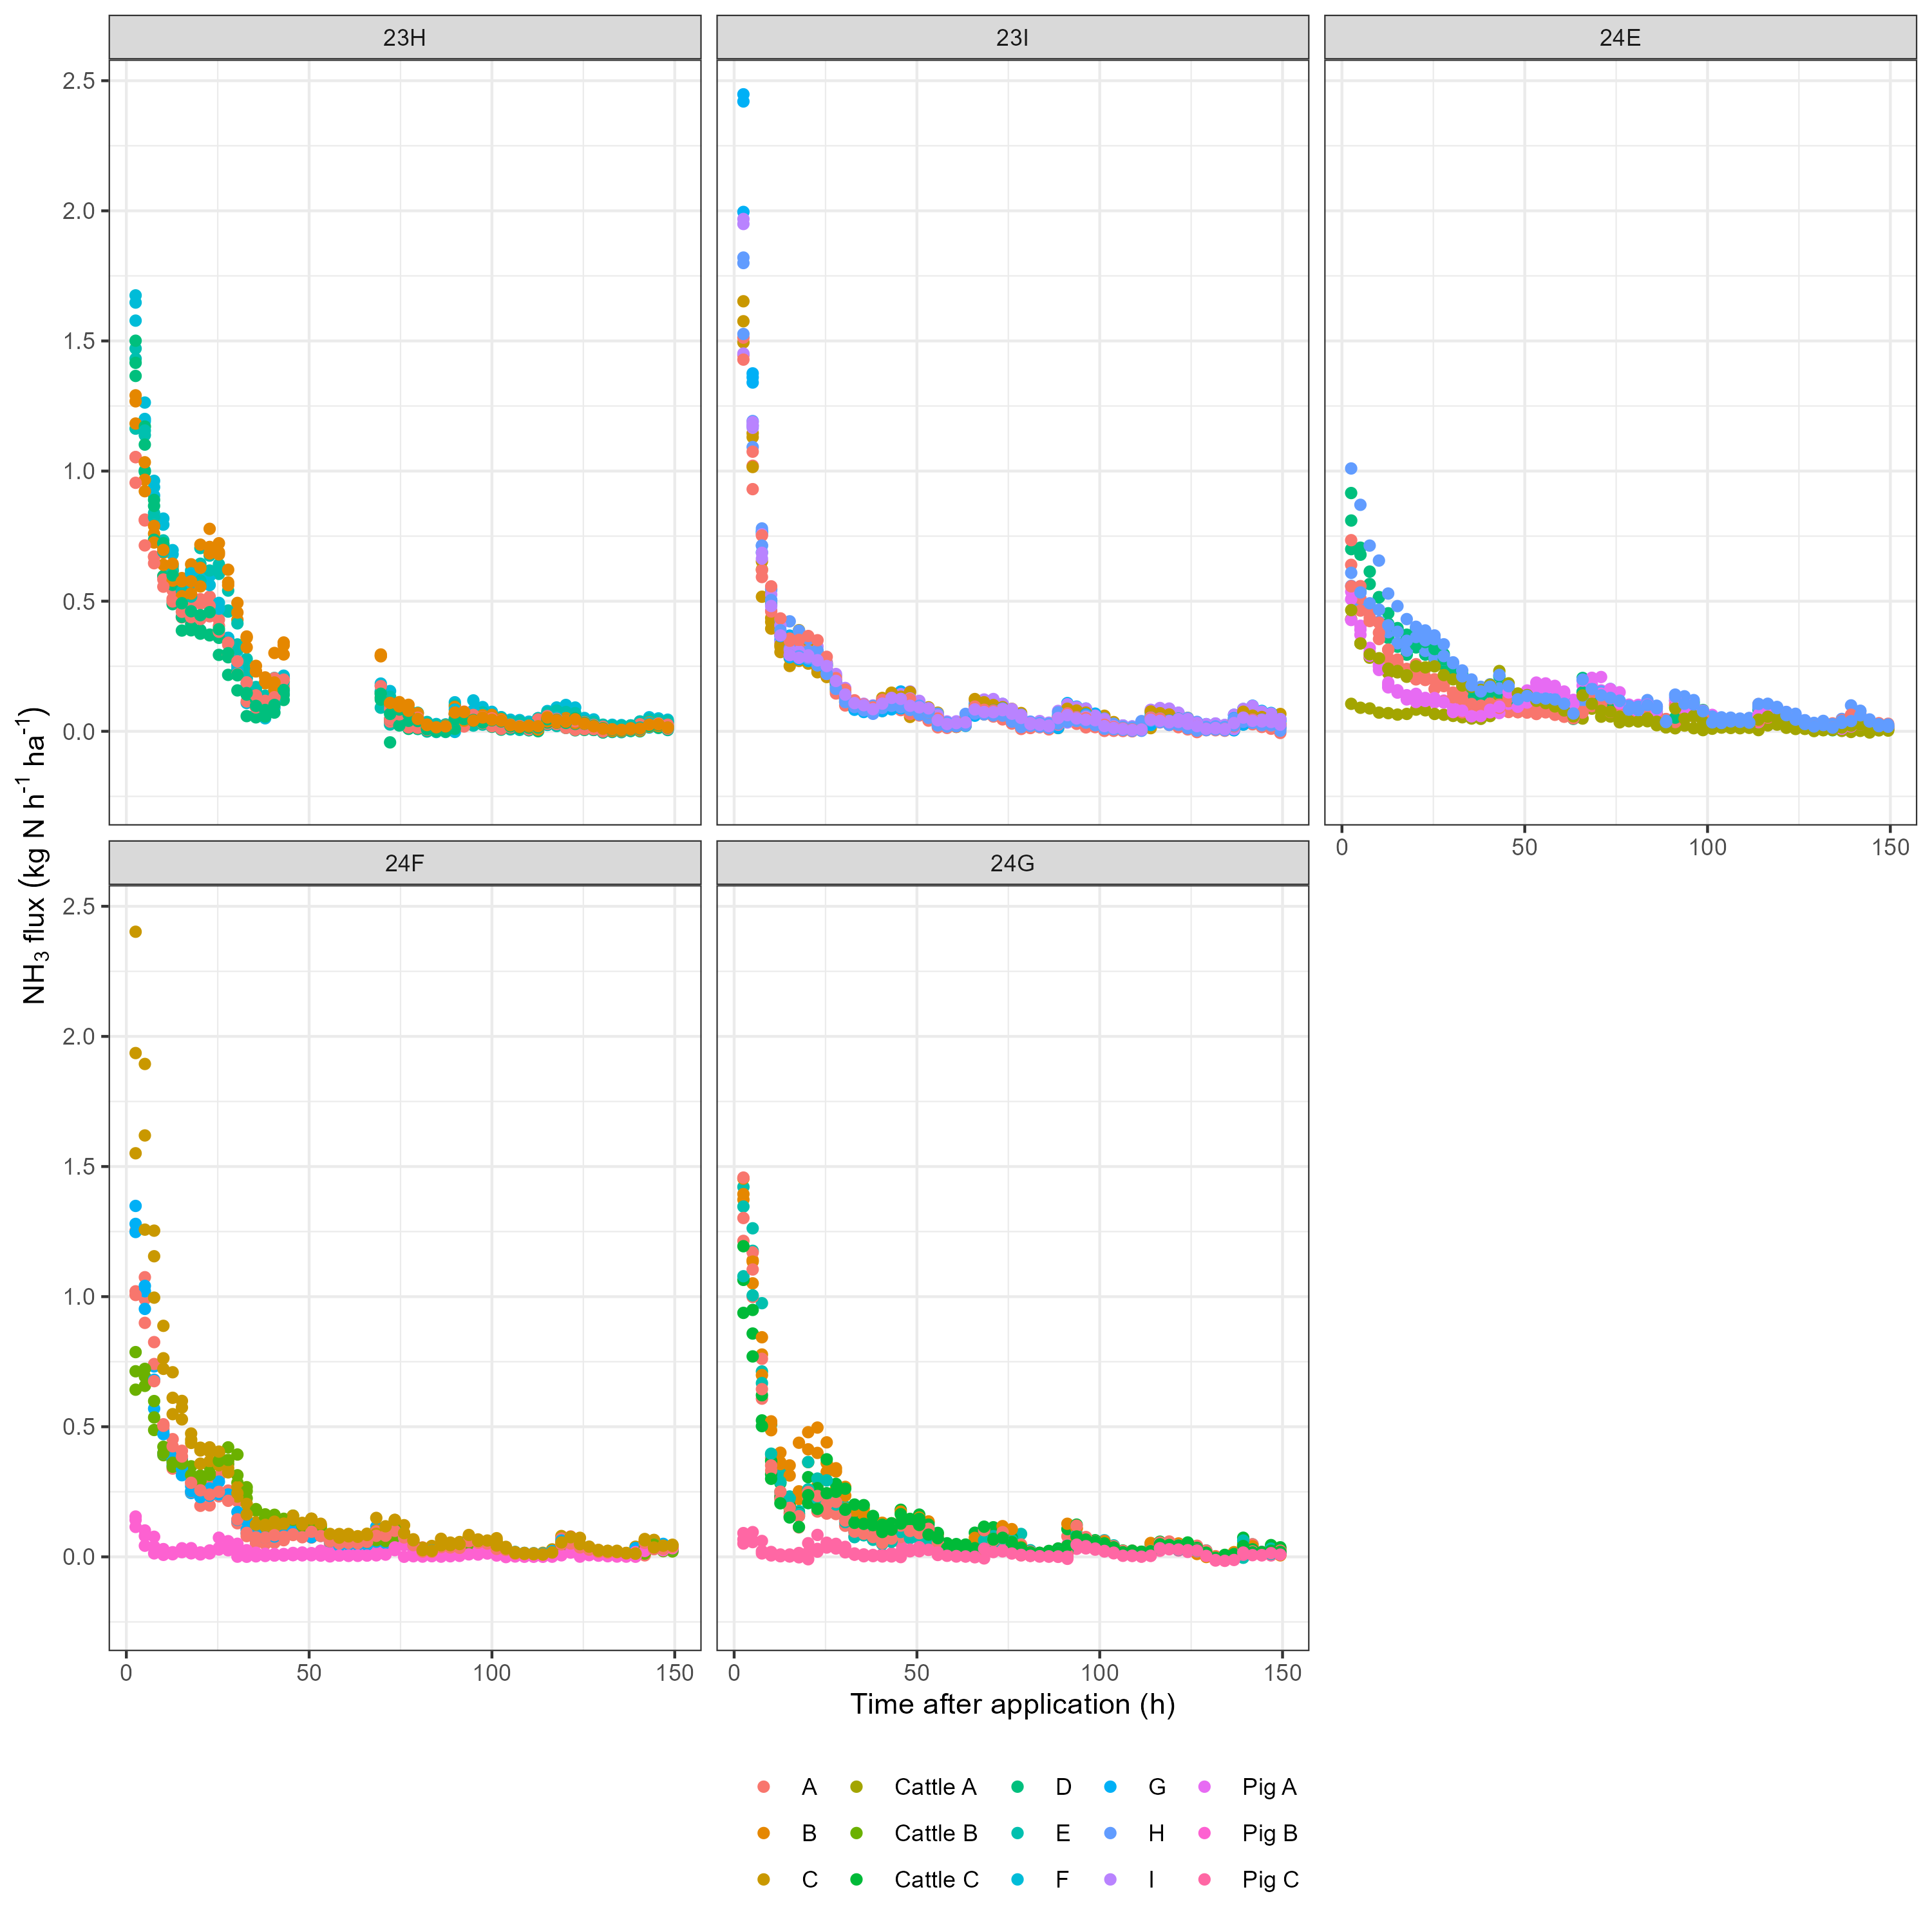 23H 23I 24E
2.5
2.0
1.5
1.0
0.5
0.0
0 50 100 150
24F 24G
2.5
2.0
1.5
1.0
0.5
0.0
0 50 100 150 0 50 100 150
NH3 flux (kg N h-1 ha-1)
Time after application (h)
A Cattle A D G Pig A
B Cattle B E H Pig B
C Cattle C F I Pig C